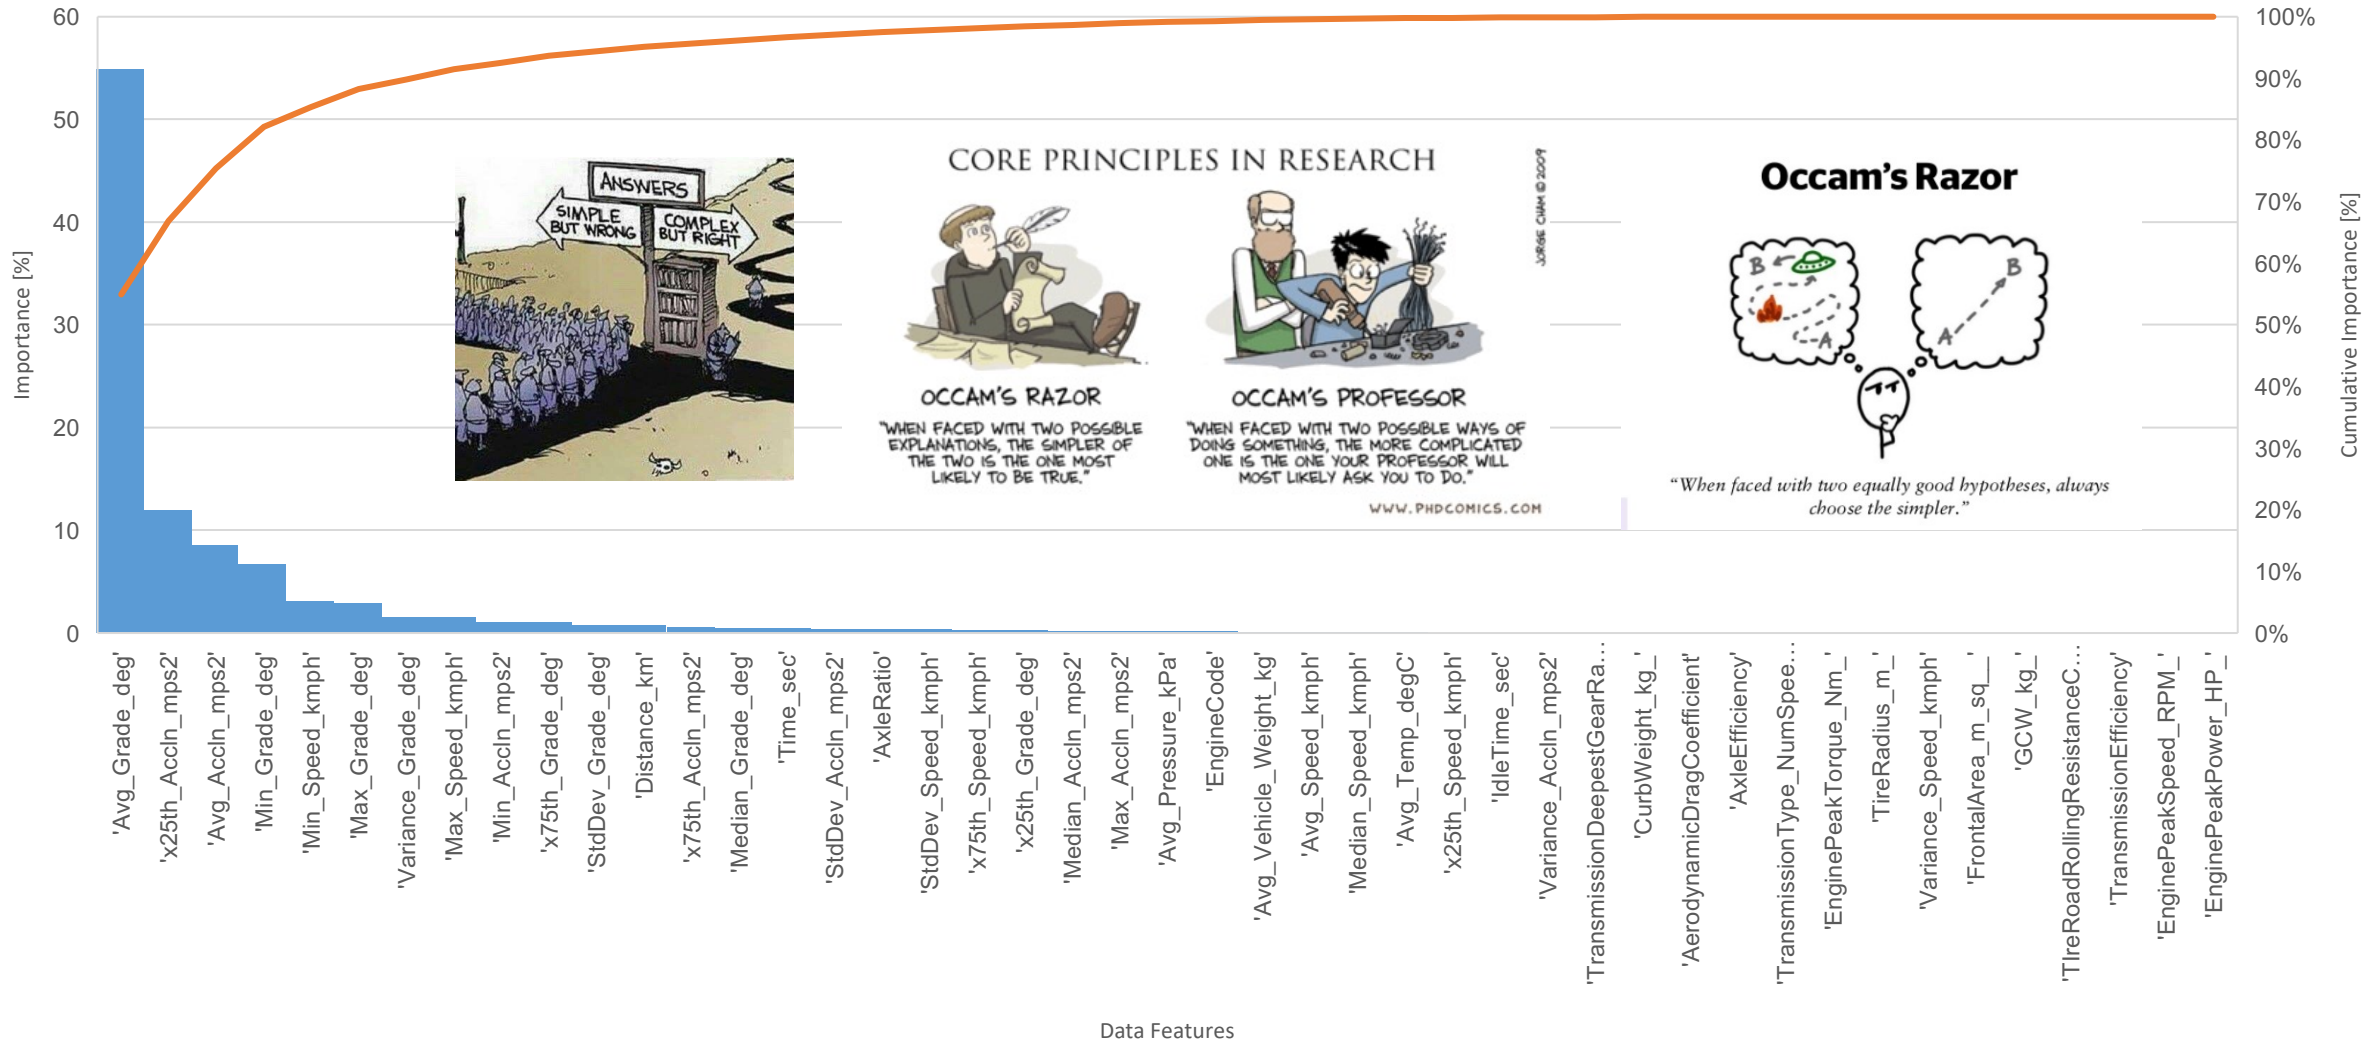 60
50
40
30
20
10
0
Importance [%]
100%
90%
80%
70%
60%
50%
40%
30%
20%
10%
0%
Cumulative Importance [%]
ANSWERS
SIMPLE
BUT WRONG
COMPLEX
BUT RIGHT
CORE PRINCIPLES IN RESEARCH
JORGE CHAM © 2009
OCCAM'S RAZOR
"WHEN FACED WITH TWO POSSIBLE
EXPLANATIONS, THE SIMPLER OF
THE TWO IS THE ONE MOST
LIKELY TO BE TRUE."
OCCAM'S PROFESSOR
"WHEN FACED WITH TWO POSSIBLE WAYS OF
DOING SOMETHING, THE MORE COMPLICATED
ONE IS THE ONE YOUR PROFESSOR WILL
MOST LIKELY ASK YOU TO DO."
WWW.PHDCOMICS.COM
Occam's Razor
B
A
B
A
"When faced with two equally good hypotheses, always
choose the simpler."
'Avg_Grade_deg'
'x25th_Accln_mps2'
'Avg_Accln_mps2'
'Min_Grade_deg'
'Min_Speed_kmph'
'Max_Grade_deg'
'Variance_Grade_deg'
'Max_Speed_kmph'
'Min_Accln_mps2'
'x75th_Grade_deg'
'StdDev_Grade_deg'
'Distance_km'
'x75th_Accln_mps2'
'Median_Grade_deg'
'Time_sec'
'StdDev_Accln_mps2'
'AxleRatio'
'StdDev_Speed_kmph'
'x75th_Speed_kmph'
'x25th_Grade_deg'
'Median_Accln_mps2'
'Max_Accln_mps2'
'Avg_Pressure_kPa'
'EngineCode'
'Avg_Vehicle_Weight_kg'
'Avg_Speed_kmph'
'Median_Speed_kmph'
'Avg_Temp_degC'
'x25th_Speed_kmph'
'IdleTime_sec'
'Variance_Accln_mps2'
'TransmissionDeepestGearRa…
'CurbWeight_kg_'
'AerodynamicDragCoefficient'
'AxleEfficiency'
'TransmissionType_NumSpee…
'EnginePeakTorque_Nm_'
'TireRadius_m_'
'Variance_Speed_kmph'
'FrontalArea_m_sq__'
'GCW_kg_'
'TIreRoadRollingResistanceC…
'TransmissionEfficiency'
'EnginePeakSpeed_RPM_'
'EnginePeakPower_HP_'
Data Features